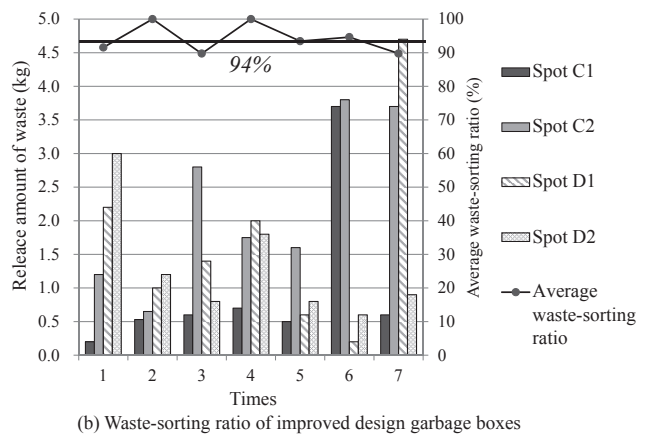 5.0
4.5
4.0
3.5
3.0
2.5
2.0
1.5
1.0
0.5
0.0
Releace amount of waste (kg)
94%
100
90
80
70
60
50
40
30
20
10
0
Average waste-sorting ratio (%)
1 2 3 4 5 6 7
Times
Spot C1
Spot C2
Spot D1
Spot D2
Average
waste-sorting
ratio
(b) Waste-sorting ratio of improved design garbage boxes